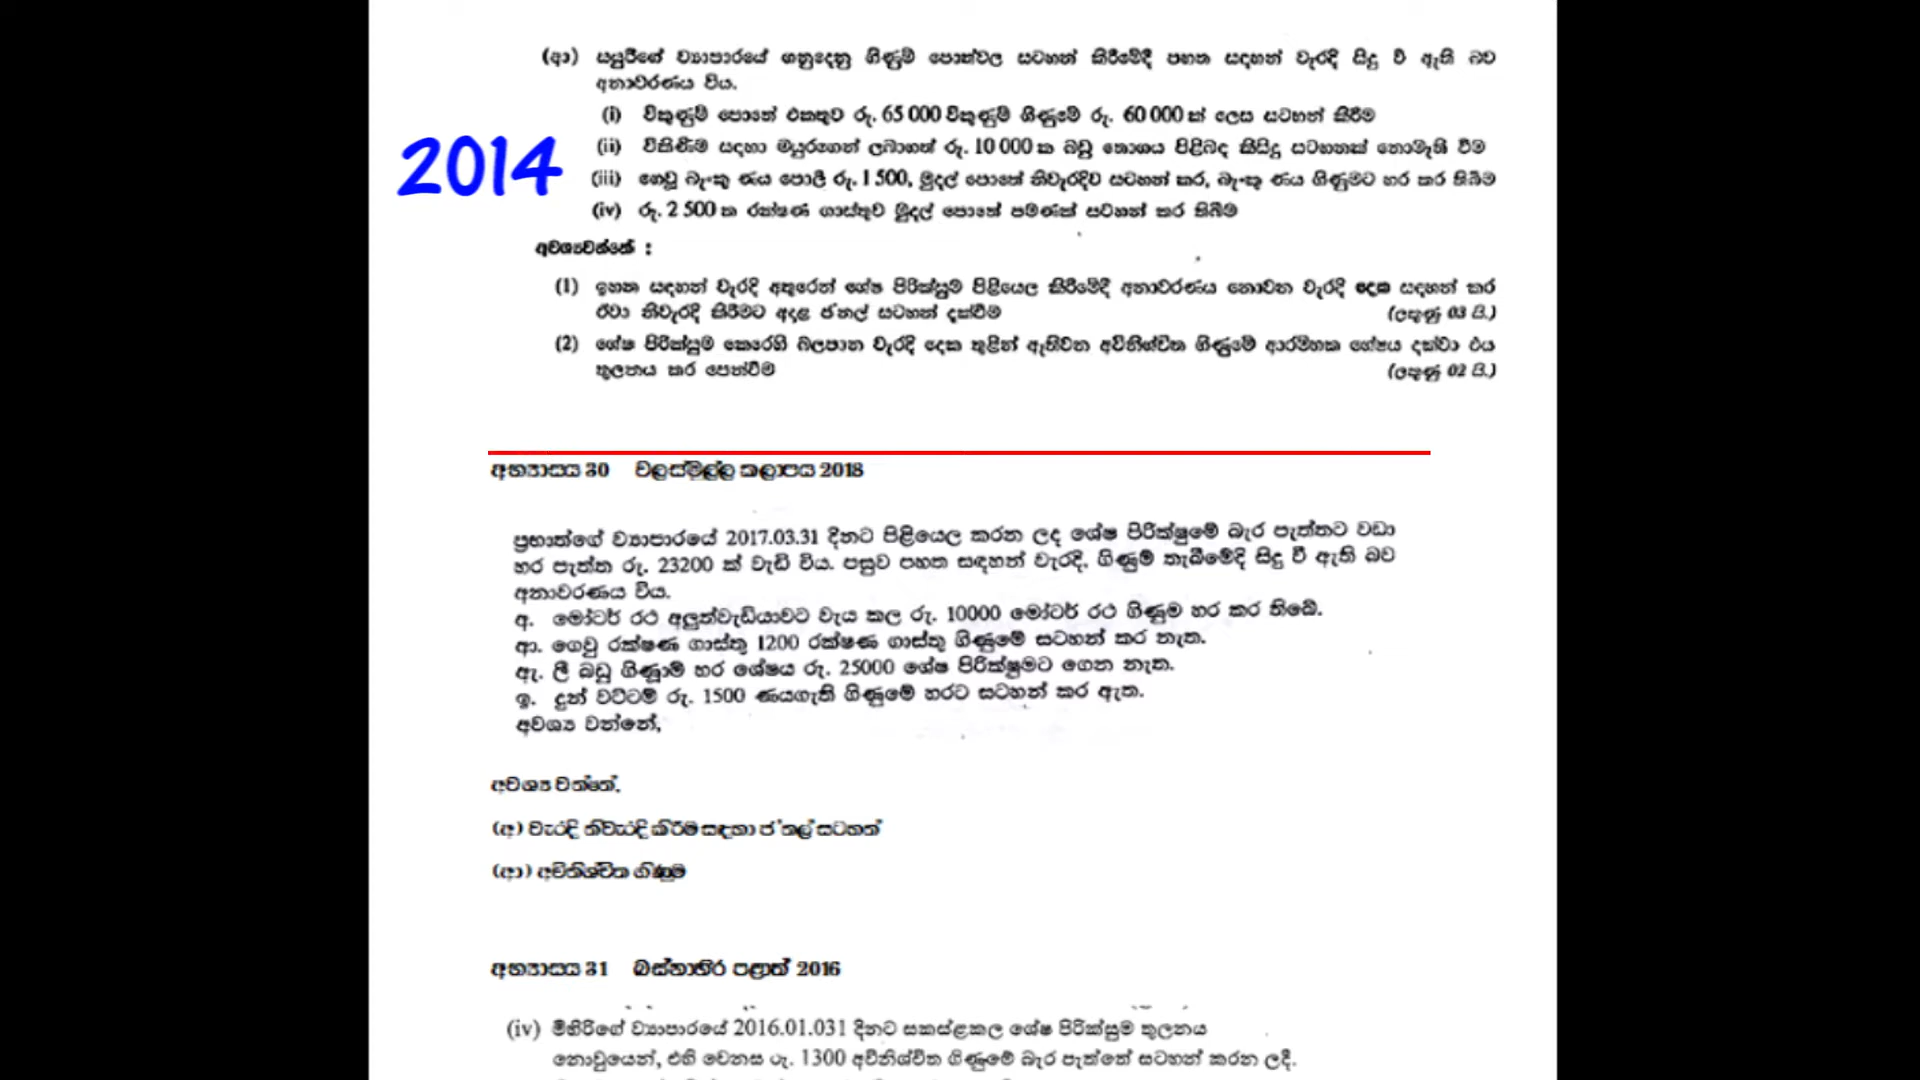 (ආ) සයුරිගේ ව්‍යාපාරයේ ගනුදෙනු ගිණුම් පොත්වල සටහන් කිරීමේදී පහත සඳහන් වැරදි සිදු වී ඇති බව
අනාවරණය විය.
(i) විකුණුම් පොතේ එකතුව රු. 65 000 විකුණුම් ගිණුමේ රු. 60 000 ක් ලෙස සටහන් කිරීම
2014
(ii) විකිණීම සඳහා මයුරගෙන් ලබාගත් රු. 10 000 ක බඩු තොගය පිළිබඳ කිසිදු සටහනක් නොමැති වීම
(iii) ගෙවූ බැංකු ණය පොලී රු. 1 500, මුදල් පොතේ නිවැරදිව සටහන් කර, බැංකු ණය ගිණුමට හර කර තිබීම
(iv) රු. 2 500 ක රක්ෂණ ගාස්තුව මුදල් පොතේ පමණක් සටහන් කර තිබීම
අවශ්‍යවන්නේ :
(1) ඉහත සඳහන් වැරදි අතුරෙන් ශේෂ පිරික්සුම පිළියෙල කිරීමේදී අනාවරණය නොවන වැරදි දෙක සඳහන් කර
ඒවා නිවැරදි කිරීමට අදාළ ජ'නල් සටහන් දැක්වීම (ලකුණු 03 යි.)
(2) ශේෂ පිරික්සුම කෙරෙහි බලපාන වැරදි දෙක තුළින් ඇතිවන අවිනිශ්චිත ගිණුමේ ආරම්භක ශේෂය දක්වා එය
තුලනය කර පෙන්වීම (ලකුණු 02 යි.)
අභ්‍යාසය 30 වලස්මුල්ල කලාපය 2018
ප්‍රභාත්ගේ ව්‍යාපාරයේ 2017.03.31 දිනට පිළියෙල කරන ලද ශේෂ පිරික්ෂුමේ බැර පැත්තට වඩා
හර පැත්ත රු. 23200 ක් වැඩි විය. පසුව පහත සඳහන් වැරදි, ගිණුම් තැබීමේදි සිදු වී ඇති බව
අනාවරණය විය.
අ. මෝටර් රථ අලුත්වැඩියාවට වැය කල රු. 10000 මෝටර් රථ ගිණුම හර කර තිබේ.
ආ. ගෙවු රක්ෂණ ගාස්තු 1200 රක්ෂණ ගාස්තු ගිණුමේ සටහන් කර නැත.
ඇ. ලී බඩු ගිණුාම් හර ශේෂය රු. 25000 ශේෂ පිරික්ෂුමට ගෙන නැත.
ඉ. දුන් වට්ටම් රු. 1500 ණයගැති ගිණුමේ හරට සටහන් කර ඇත.
අවශ්‍ය වන්නේ,
අවශ්‍ය වන්නේ.
(අ) වැරදි නිවැරදි කිරීම සඳහා ජ'නල් සටහන්
(ආ) අවිනිශ්චිත ගිණුම
අභ්‍යාසය 31 බස්නාහිර පළාත් 2016
(iv) මිහිරිගේ ව්‍යාපාරයේ 2016.01.031 දිනට සකස්ළකල ශේෂ පිරික්සුම තුලනය
නොවුයෙන්, එහි වෙනස රු. 1300 අවිනිශ්චිත ගිණුමේ බැර පැත්තේ සටහන් කරන ලදී.